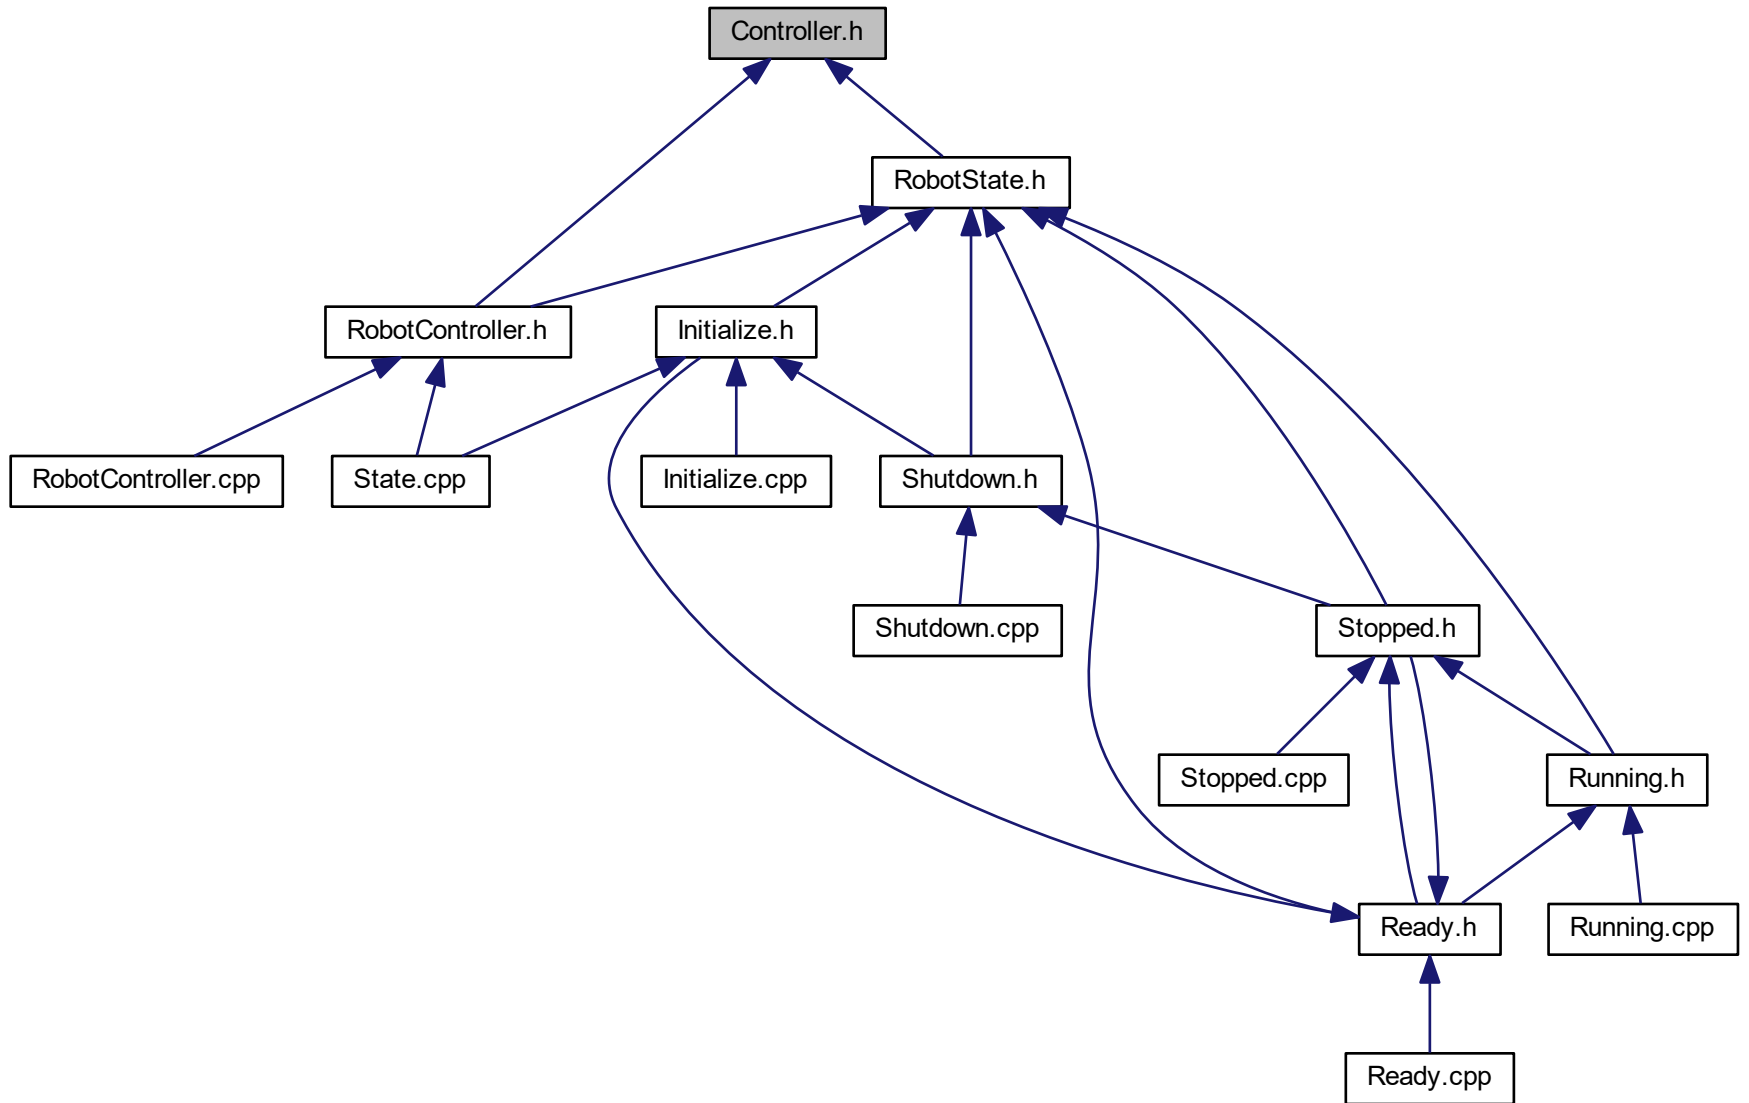 Controller.h
RobotState.h
RobotController.h
Initialize.h
RobotController.cpp
State.cpp
Initialize.cpp
Shutdown.h
Shutdown.cpp
Stopped.h
Stopped.cpp
Running.h
Ready.h
Running.cpp
Ready.cpp